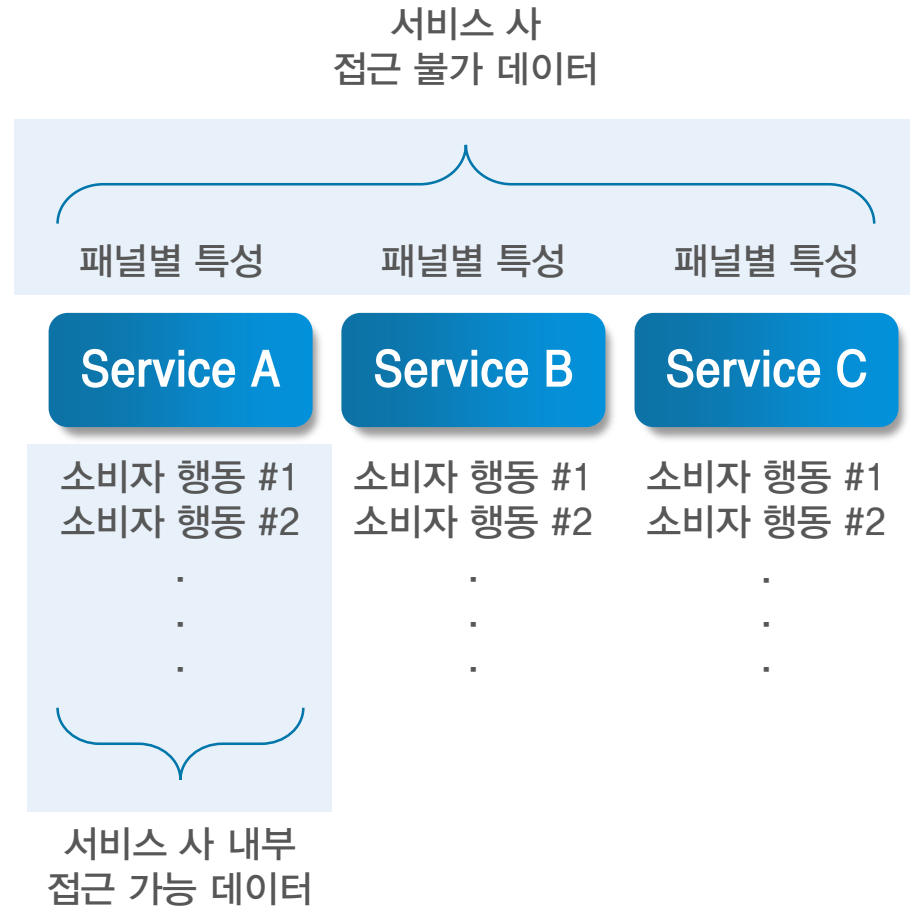 서비스 사
접근 불가 데이터
패널별 특성 패널별 특성 패널별 특성
Service A Service B Service C
소비자 행동 #1 소비자 행동 #1 소비자 행동 #1
소비자 행동 #2 소비자 행동 #2 소비자 행동 #2
. . .
. . .
. . .
서비스 사 내부
접근 가능 데이터